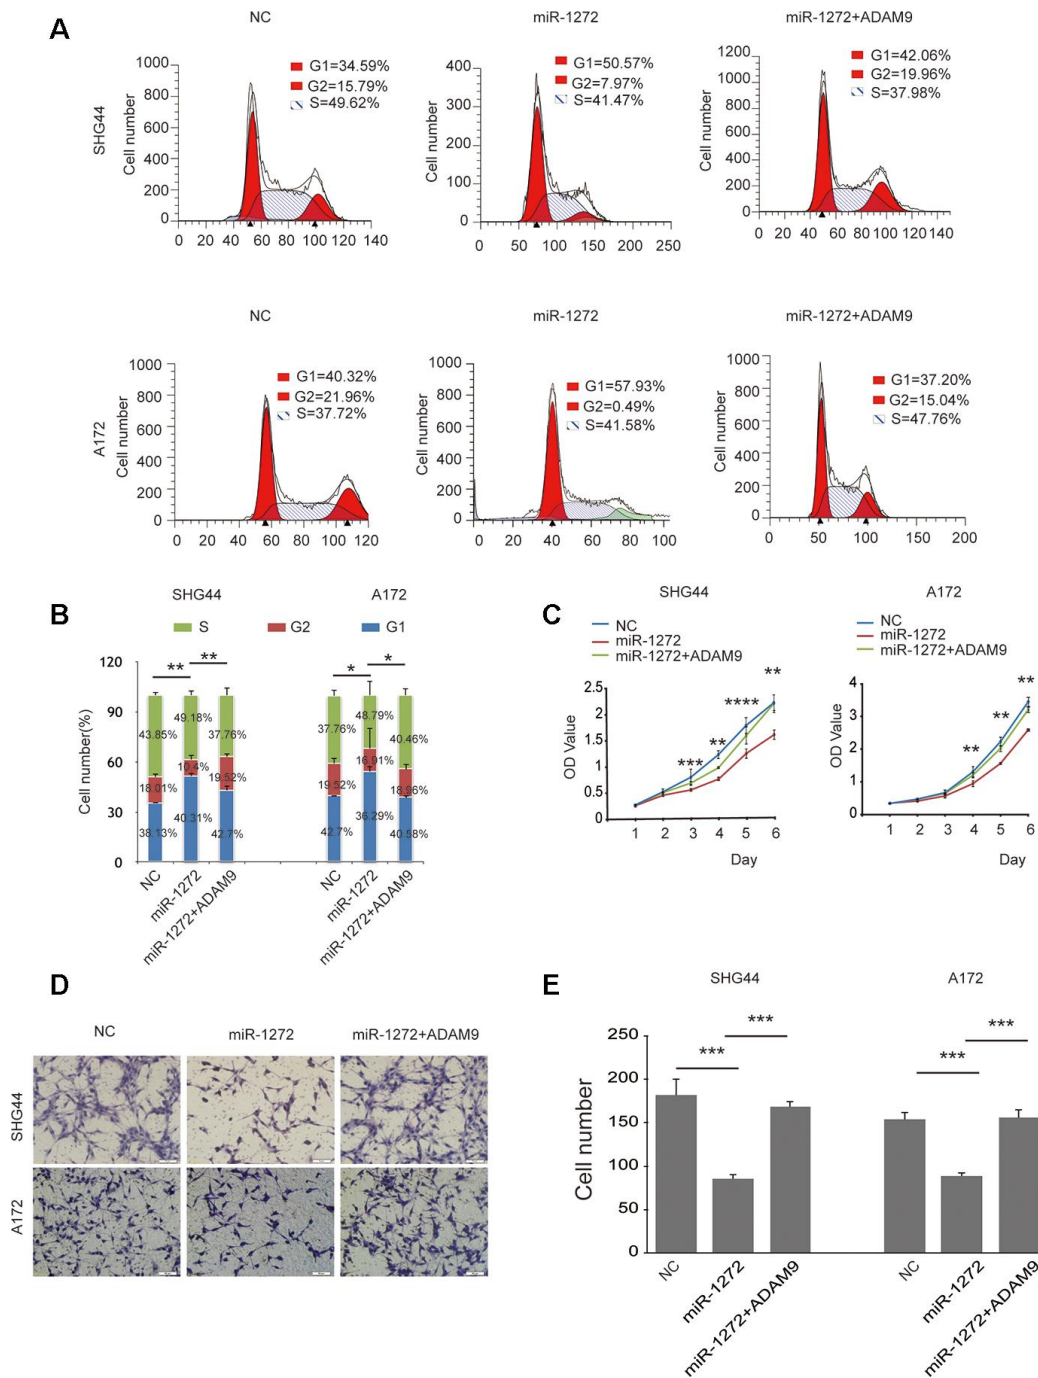 A
NC
miR-1272
miR-1272+ADAM9
SHG44
Cell number
1000
800
600
400
200
0
0 20 40 60 80 100 120 140
G1=34.59%
G2=15.79%
S=49.62%
Cell number
400
300
200
100
0
0 50 100 150 200 250
G1=50.57%
G2=7.97%
S=41.47%
Cell number
1200
1000
800
600
400
200
0
0 20 40 60 80 100 120 150
G1=42.06%
G2=19.96%
S=37.98%
NC
miR-1272
miR-1272+ADAM9
A172
Cell number
1000
800
600
400
200
0
0 20 40 60 80 100 120
G1=40.32%
G2=21.96%
S=37.72%
Cell number
1000
800
600
400
200
0
0 20 40 60 80 100
G1=57.93%
G2=0.49%
S=41.58%
Cell number
1000
800
600
400
200
0
0 50 100 150 200
G1=37.20%
G2=15.04%
S=47.76%
B
SHG44
A172
S
G2
G1
Cell number(%)
120
90
60
30
0
** **
* *
43.85%
18.01%
38.13%
49.18%
10.4%
40.31%
37.76%
19.52%
42.7%
37.76%
19.52%
42.7%
48.79%
16.91%
36.29%
40.46%
18.96%
40.58%
NC
miR-1272
miR-1272+ADAM9
NC
miR-1272
miR-1272+ADAM9
C
SHG44
NC
miR-1272
miR-1272+ADAM9
OD Value
2.5
2
1.5
1
0.5
0
*** ** **** **
1 2 3 4 5 6
Day
A172
NC
miR-1272
miR-1272+ADAM9
OD Value
4
3
2
1
0
** ** **
1 2 3 4 5 6
Day
D
NC
miR-1272
miR-1272+ADAM9
SHG44
A172
E
SHG44
A172
Cell number
250
200
150
100
50
0
*** ***
*** ***
NC
miR-1272
miR-1272+ADAM9
NC
miR-1272
miR-1272+ADAM9